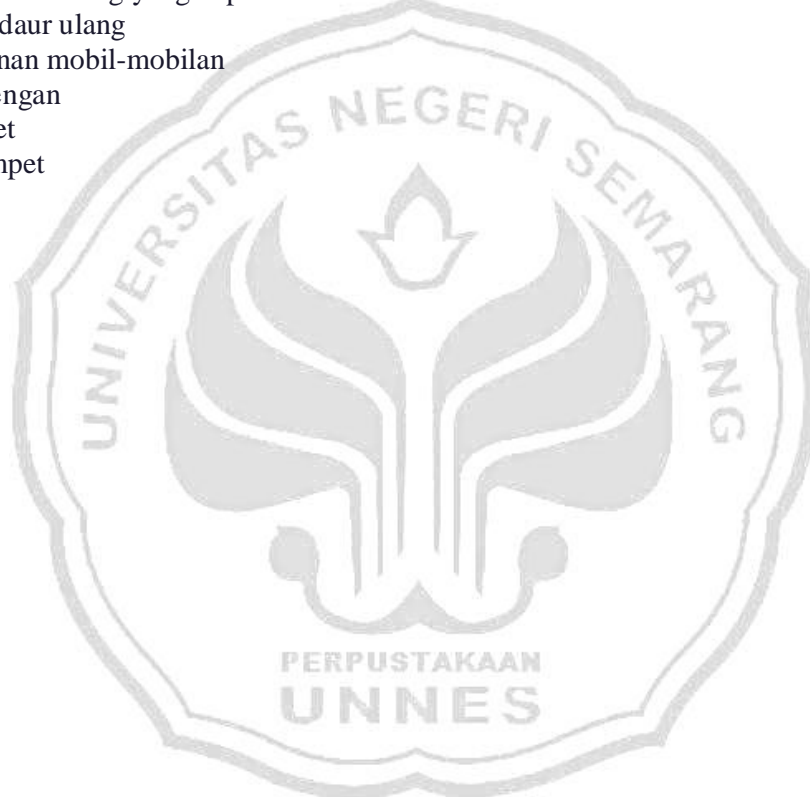 daur ulang
nan mobil-mobilan
engan
et
npet
UNIVERSITAS NEGERI SEMARANG
PERPUSTAKAAN
UNNES